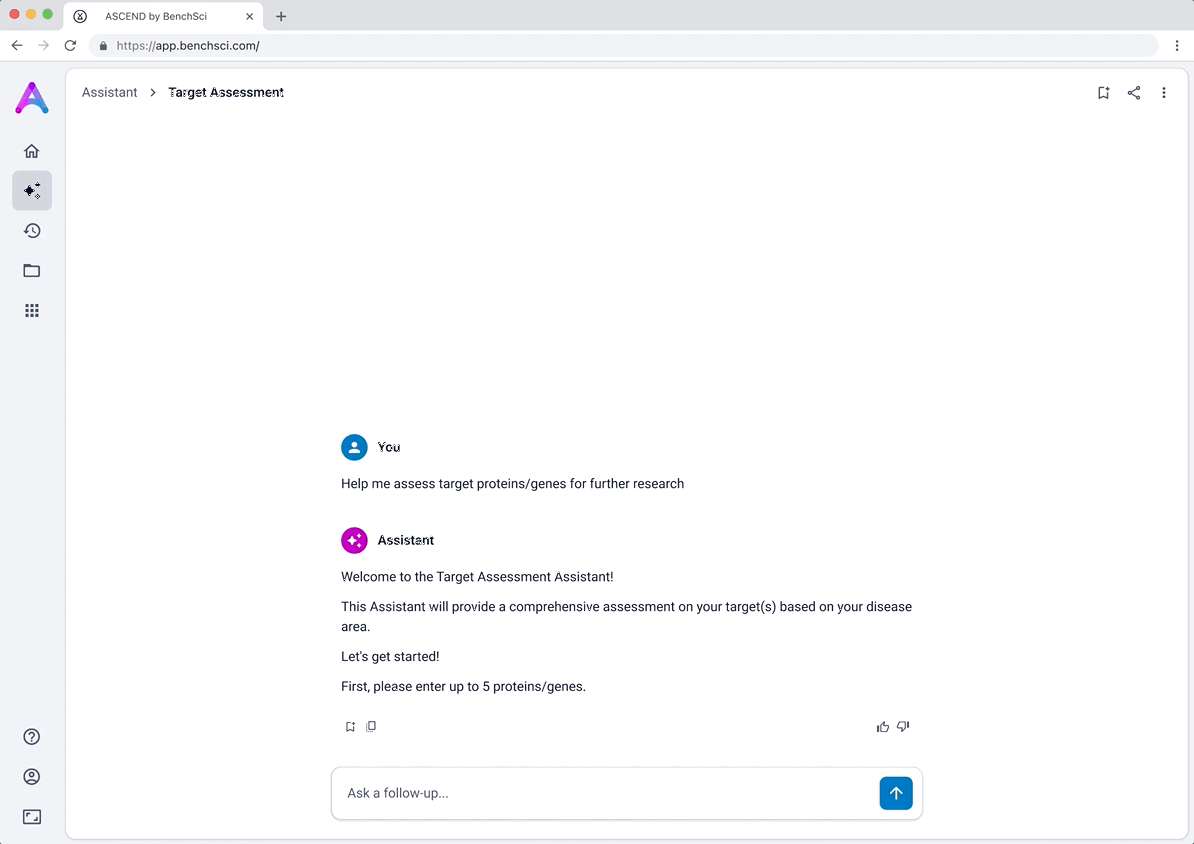 ASCEND by BenchSci
https://app.benchsci.com/
Assistant > Target Assessment
You
Help me assess target proteins/genes for further research
Assistant
Welcome to the Target Assessment Assistant!
This Assistant will provide a comprehensive assessment on your target(s) based on your disease
area.
Let's get started!
First, please enter up to 5 proteins/genes.
Ask a follow-up...